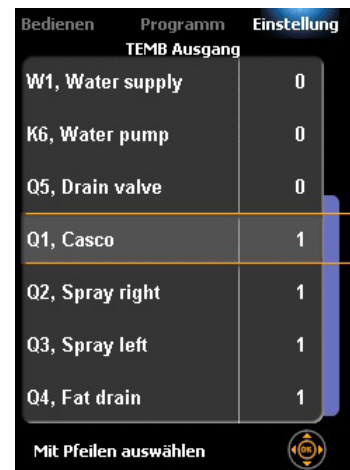 Bedienen Programm Einstellung
TEMB Ausgang
W1, Water supply 0
K6, Water pump 0
Q5, Drain valve 0
Q1, Casco 1
Q2, Spray right 1
Q3, Spray left 1
Q4, Fat drain 1
Mit Pfeilen auswählen OK